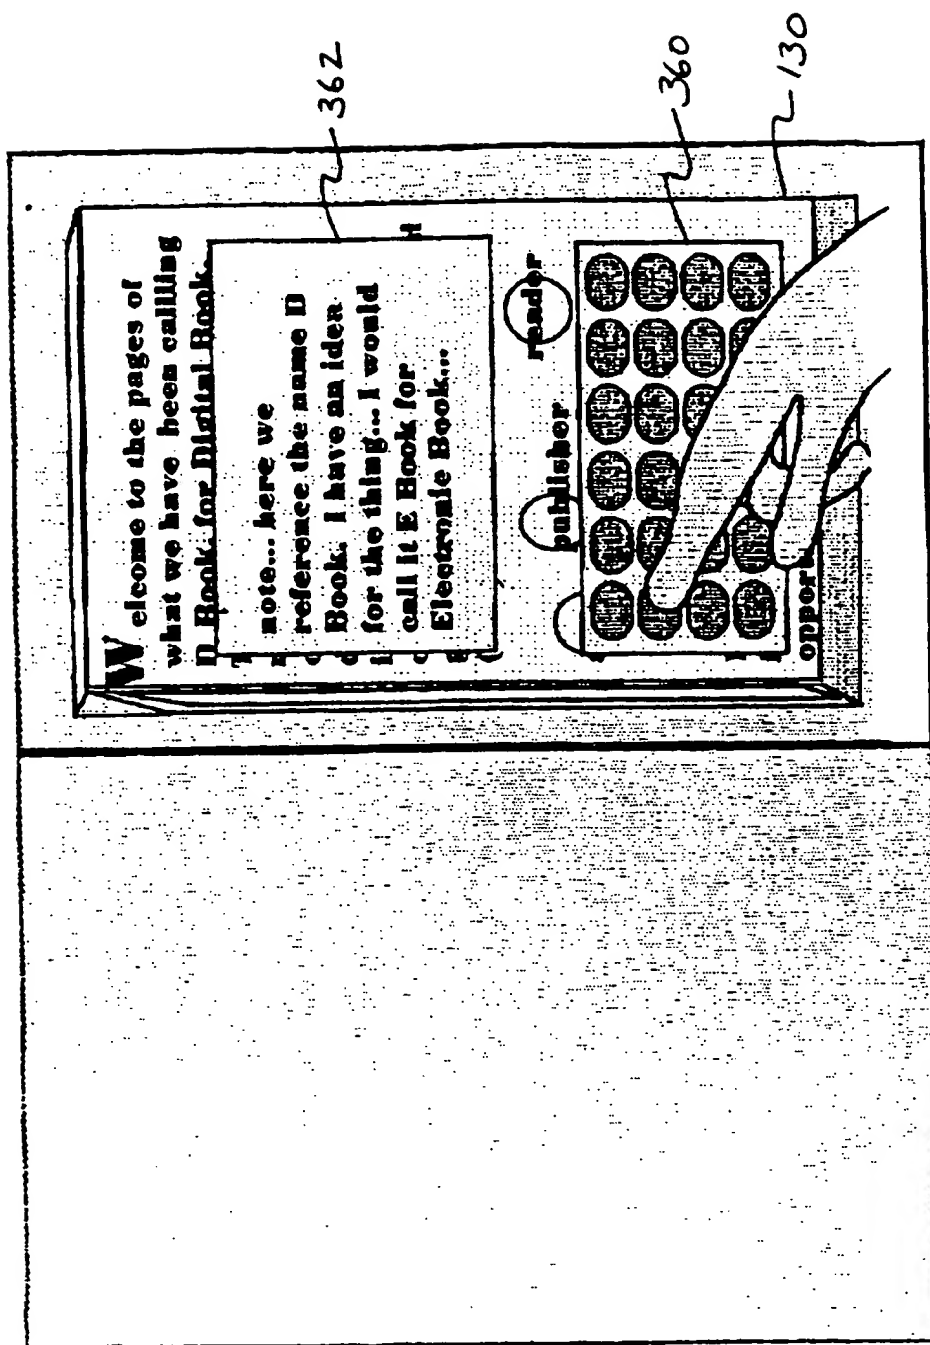 Welcome to the pages of
what we have been callling
D Book, for Digital Book.
note... here we
reference the name D
Book. I have an idea
for the thing... I would
call it E Book for
Electronic Book...
publisher
reader
opport
362
360
130